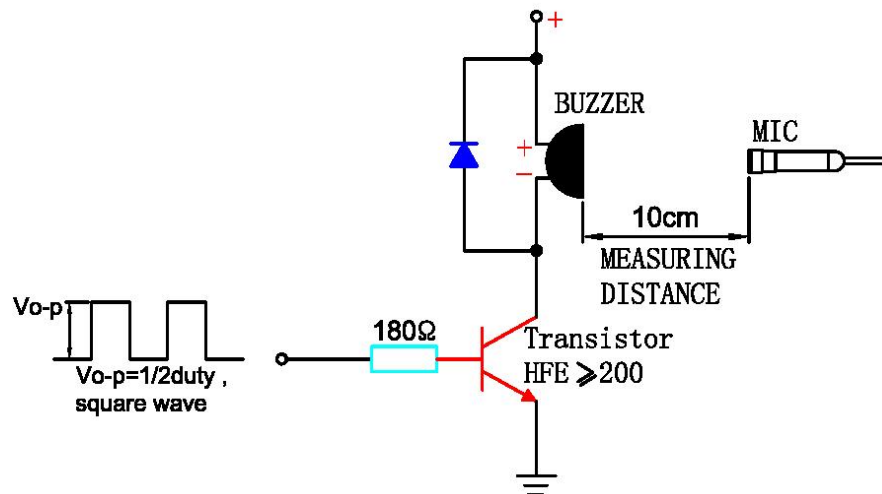 +
BUZZER
MIC
+
−
10cm
MEASURING
DISTANCE
Vo-p
180Ω
Transistor
HFE ⩾200
Vo-p=1/2duty ,
square wave